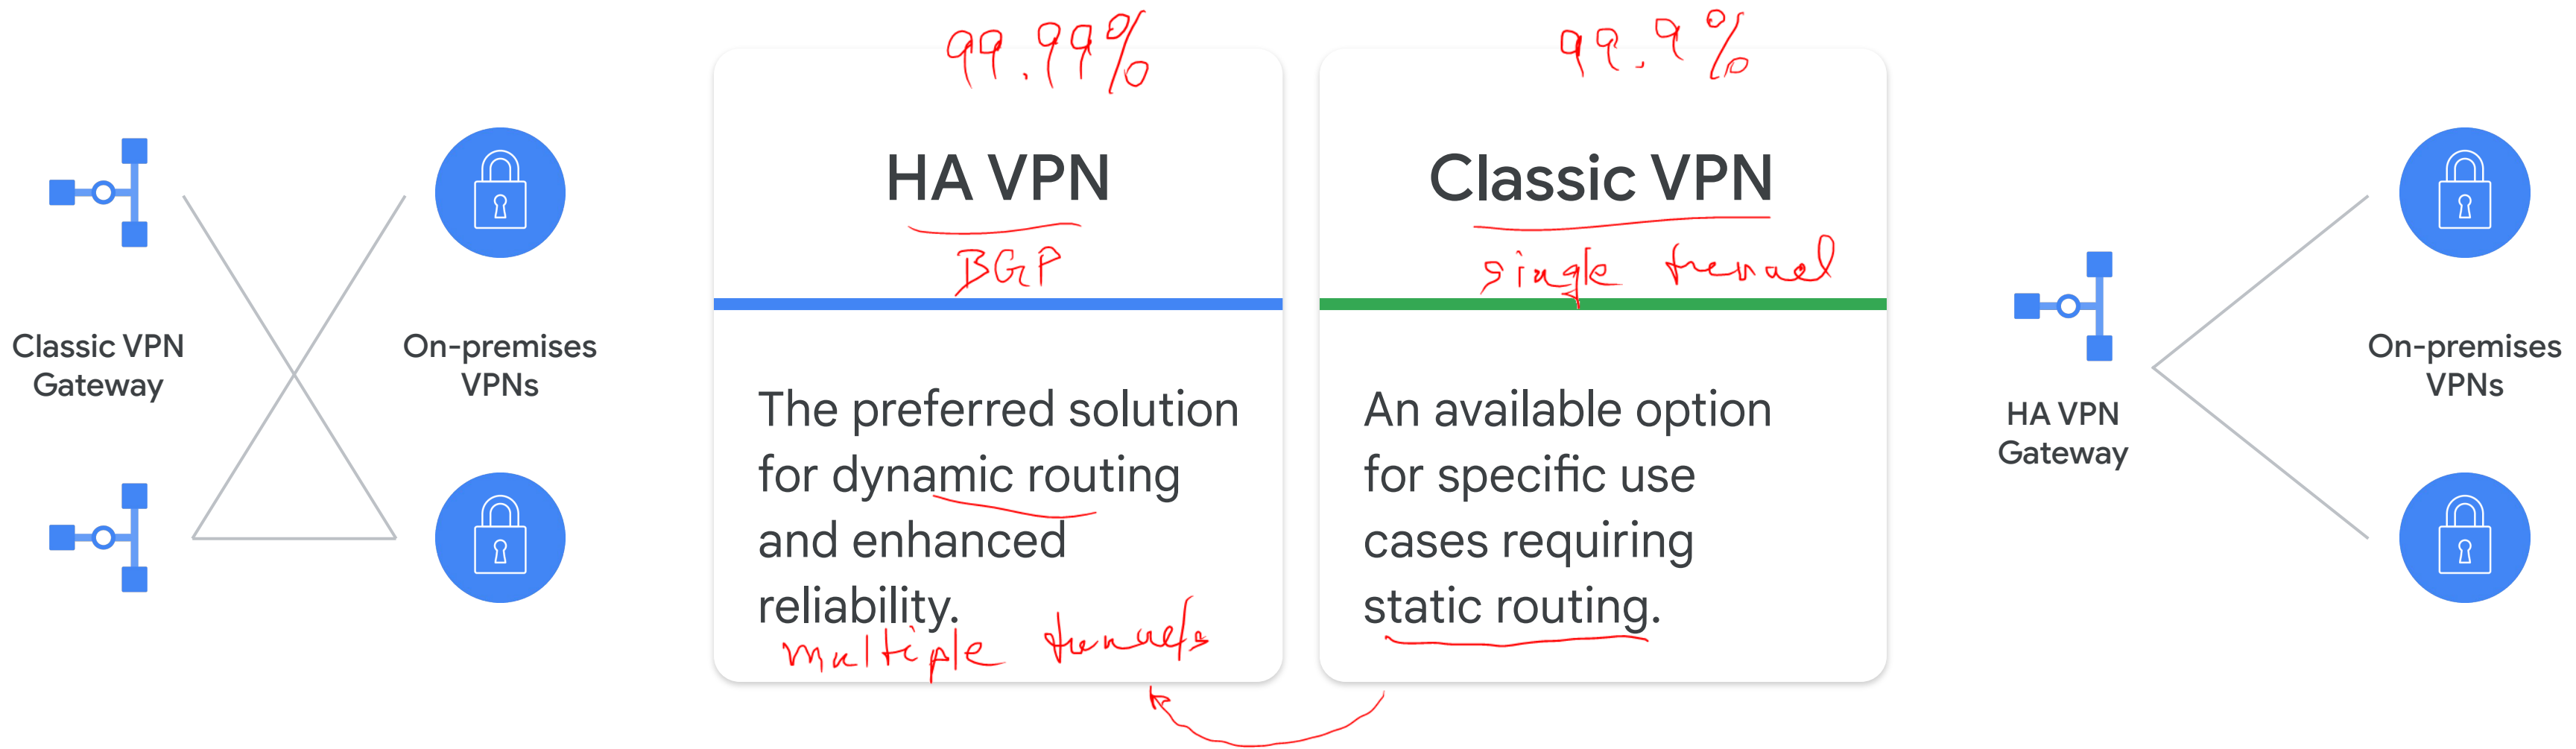 99.99%
99.9%
HA VPN
BGP
Classic VPN
single tunnel
Classic VPN
Gateway
On-premises
VPNs
The preferred solution
for dynamic routing
and enhanced
reliability.
multiple tunnels
An available option
for specific use
cases requiring
static routing.
HA VPN
Gateway
On-premises
VPNs